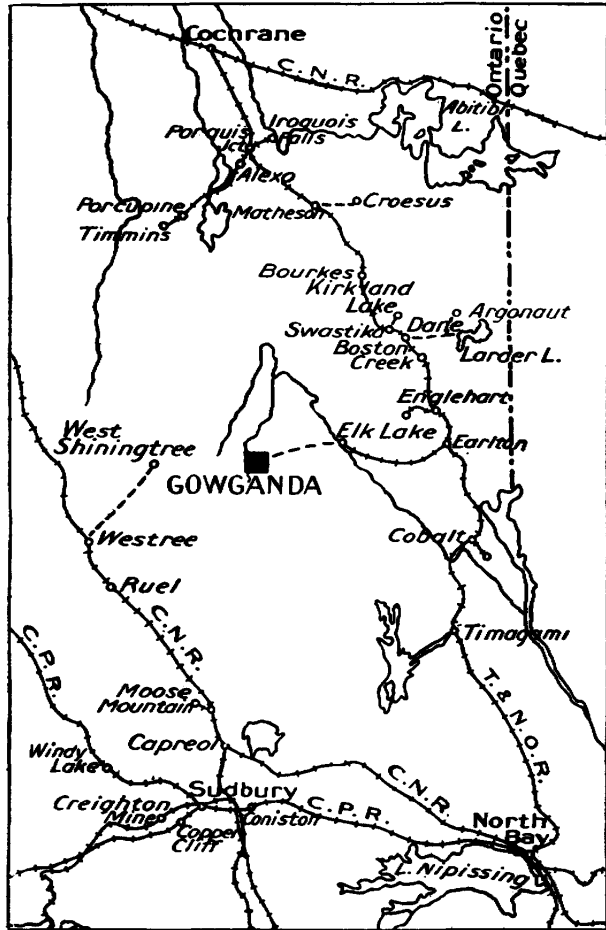 Cochrane
C.N.R.
Ontario
Quebec
Abitibi
L.
Iroquois
Falls
Porquis
Jct
Alexo
Porcupine
Timmins
Matheson
Croesus
Bourkes
Kirkland
Lake
Swastika
Dane
Argonaut
Larder L.
Boston
Creek
Englehart
West
Shiningtree
Elk Lake
Earlton
GOWGANDA
Westree
Cobalt
Ruel
C.N.R.
C.P.R.
Timagami
T. & N.O.R.
Moose
Mountain
Capreol
Windy
Lake
Sudbury
C.N.R.
Creighton
Mine
Coniston
C.P.R.
Copper
Cliff
North
Bay
L. Nipissing